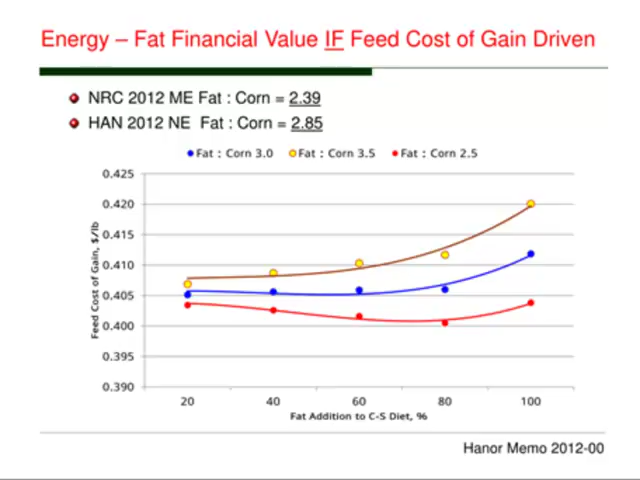 Energy – Fat Financial Value IF Feed Cost of Gain Driven
NRC 2012 ME Fat : Corn = 2.39
HAN 2012 NE Fat : Corn = 2.85
Fat : Corn 3.0 Fat : Corn 3.5 Fat : Corn 2.5
0.425
0.420
0.415
0.410
0.405
0.400
0.395
0.390
Feed Cost of Gain, $/lb
20 40 60 80 100
Fat Addition to C-S Diet, %
Hanor Memo 2012-00